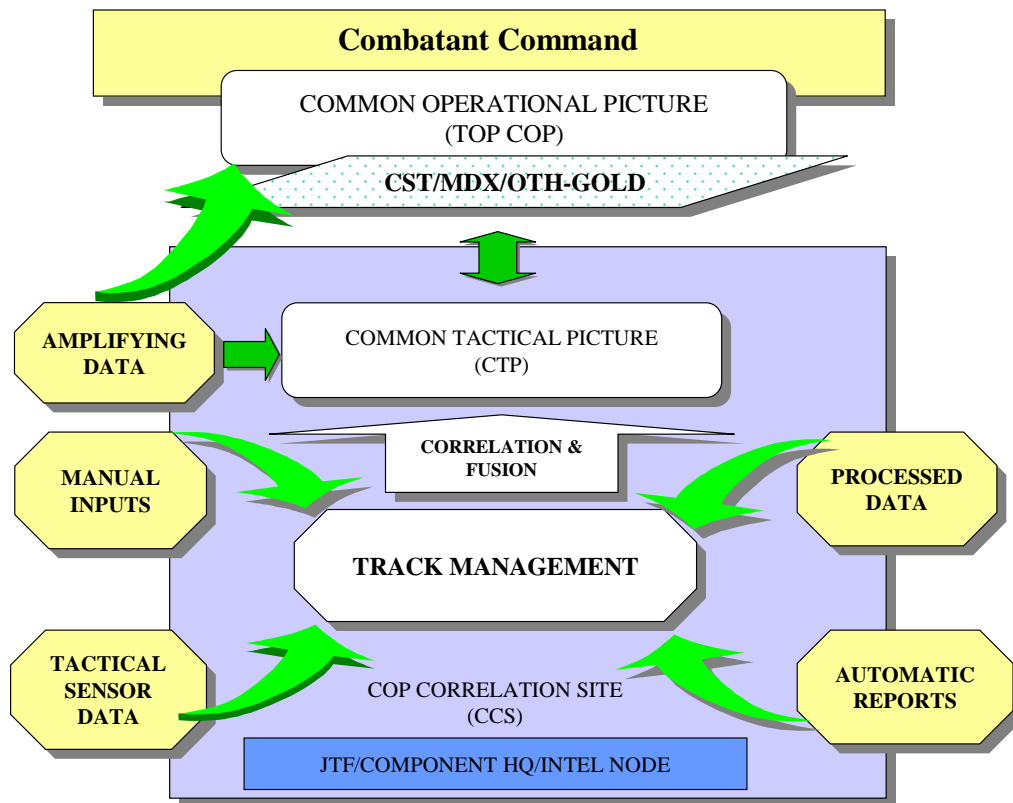 Combatant Command
COMMON OPERATIONAL PICTURE
(TOP COP)
CST/MDX/OTH-GOLD
AMPLIFYING
DATA
COMMON TACTICAL PICTURE
(CTP)
MANUAL
INPUTS
CORRELATION &
FUSION
PROCESSED
DATA
TRACK MANAGEMENT
TACTICAL
SENSOR
DATA
COP CORRELATION SITE
(CCS)
AUTOMATIC
REPORTS
JTF/COMPONENT HQ/INTEL NODE